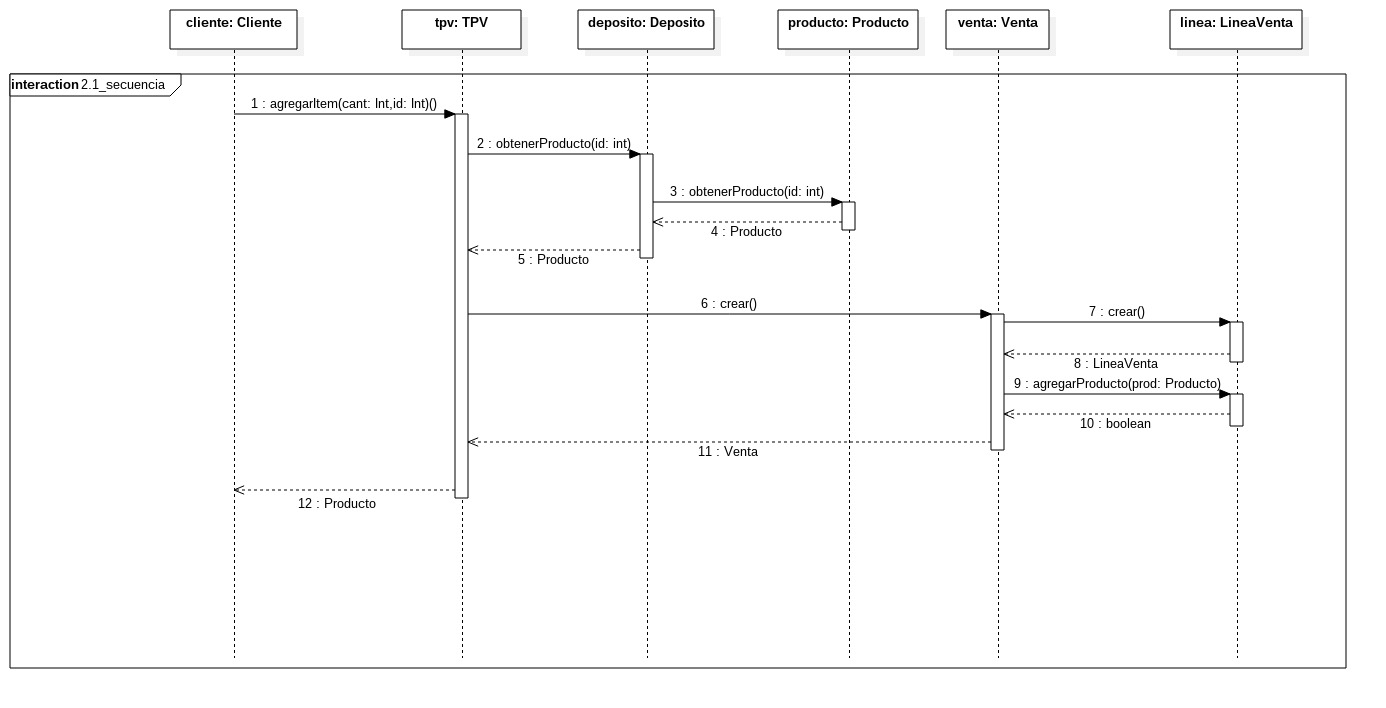 cliente: Cliente
tpv: TPV
deposito: Deposito
producto: Producto
venta: Venta
linea: LineaVenta
interaction 2.1_secuencia
1 : agregarItem(cant: Int,id: Int)()
2 : obtenerProducto(id: int)
3 : obtenerProducto(id: int)
4 : Producto
5 : Producto
6 : crear()
7 : crear()
8 : LineaVenta
9 : agregarProducto(prod: Producto)
10 : boolean
11 : Venta
12 : Producto